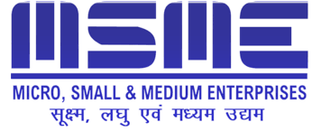 MSME
MICRO, SMALL & MEDIUM ENTERPRISES
सूक्ष्म, लघु एवं मध्यम उद्यम